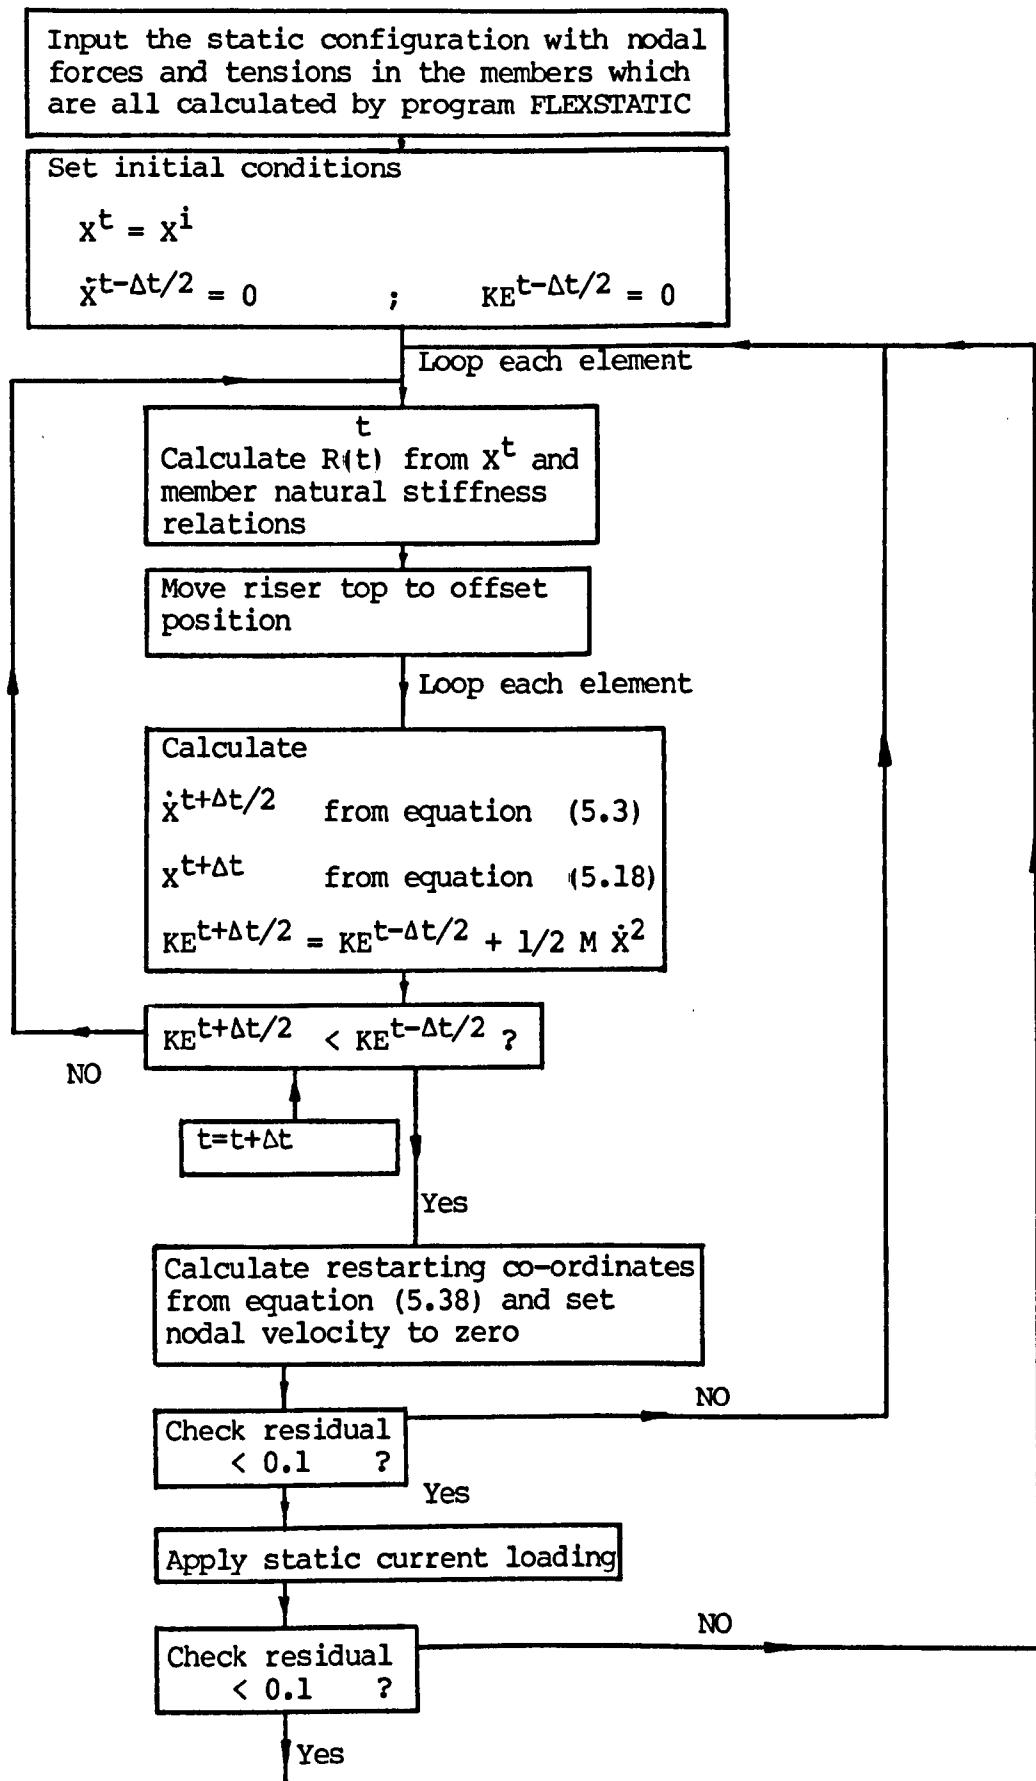 Input the static configuration with nodal
forces and tensions in the members which
are all calculated by program FLEXSTATIC
Set initial conditions
X^t = X^i
Ẋ^t-Δt/2 = 0 ; KE^t-Δt/2 = 0
Loop each element
t
Calculate R(t) from X^t and
member natural stiffness
relations
Move riser top to offset
position
Loop each element
Calculate
Ẋ^t+Δt/2 from equation (5.3)
X^t+Δt from equation (5.18)
KE^t+Δt/2 = KE^t-Δt/2 + 1/2 M Ẋ^2
KE^t+Δt/2 < KE^t-Δt/2 ?
NO
t=t+Δt
Yes
Calculate restarting co-ordinates
from equation (5.38) and set
nodal velocity to zero
NO
Check residual
< 0.1 ?
Yes
Apply static current loading
NO
Check residual
< 0.1 ?
Yes